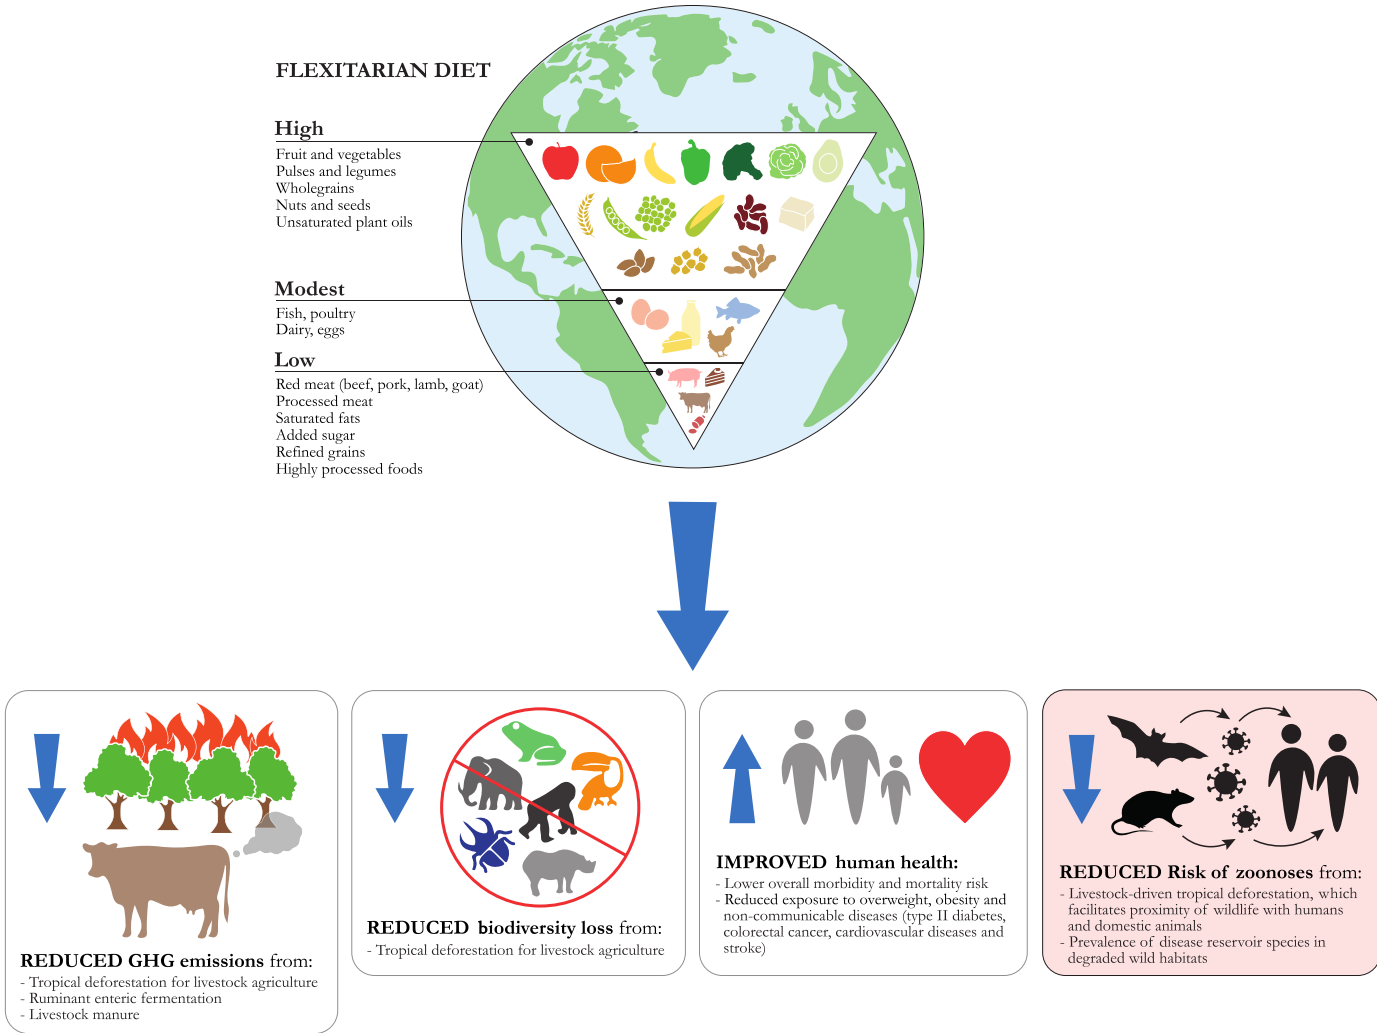 FLEXITARIAN DIET
High
Fruit and vegetables
Pulses and legumes
Wholegrains
Nuts and seeds
Unsaturated plant oils
Modest
Fish, poultry
Dairy, eggs
Low
Red meat (beef, pork, lamb, goat)
Processed meat
Saturated fats
Added sugar
Refined grains
Highly processed foods
REDUCED GHG emissions from:
- Tropical deforestation for livestock agriculture
- Ruminant enteric fermentation
- Livestock manure
REDUCED biodiversity loss from:
- Tropical deforestation for livestock agriculture
IMPROVED human health:
- Lower overall morbidity and mortality risk
- Reduced exposure to overweight, obesity and
non-communicable diseases (type II diabetes,
colorectal cancer, cardiovascular diseases and
stroke)
REDUCED Risk of zoonoses from:
- Livestock-driven tropical deforestation, which
facilitates proximity of wildlife with humans
and domestic animals
- Prevalence of disease reservoir species in
degraded wild habitats